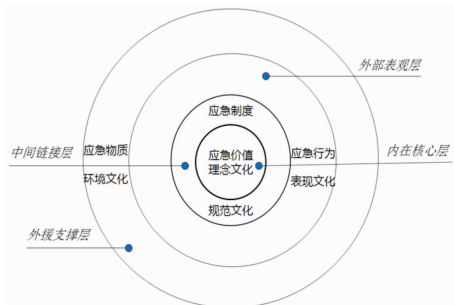 外部表观层
应急制度
中间链接层
应急物质
应急价值
理念文化
应急行为
内在核心层
环境文化
表现文化
规范文化
外援支撑层